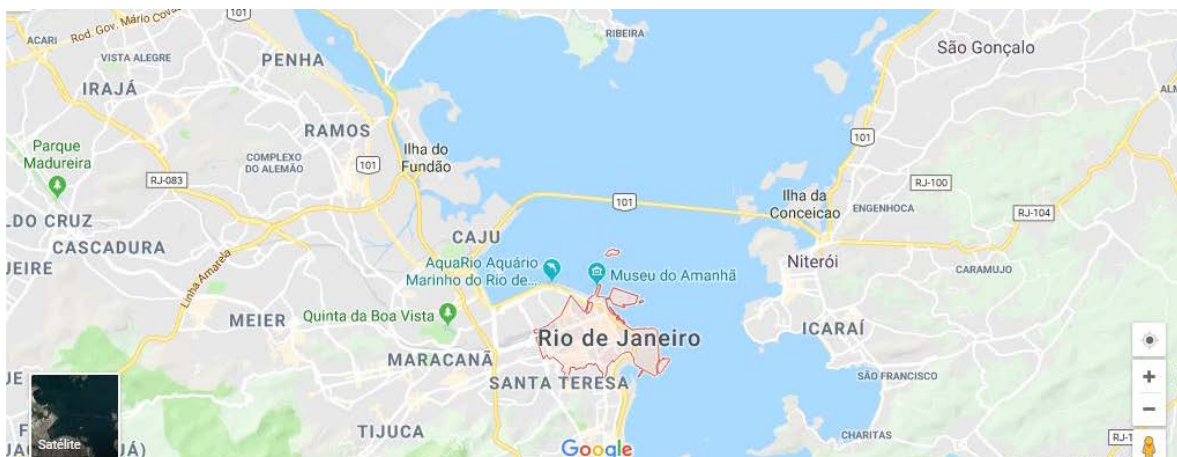 ACARI
Rod. Gov. Mário Covas
101
VISTA ALEGRE
PENHA
RIBEIRA
São Gonçalo
IRAJÁ
RAMOS
101
Parque
Madureira
COMPLEXO
DO ALEMÃO
101
Ilha do
Fundão
RJ-083
101
Ilha da
Conceicao
RJ-100
ENGENHOCA
RJ-104
LDO CRUZ
CASCADURA
CAJU
AquaRio Aquário
Marinho do Rio de...
Museu do Amanhã
Niterói
CARAMUJO
Linha Amarela
MEIER
Quinta da Boa Vista
MARACANÃ
Rio de Janeiro
ICARAÍ
SANTA TERESA
SÃO FRANCISCO
TIJUCA
CHARITAS
Satélite
Google